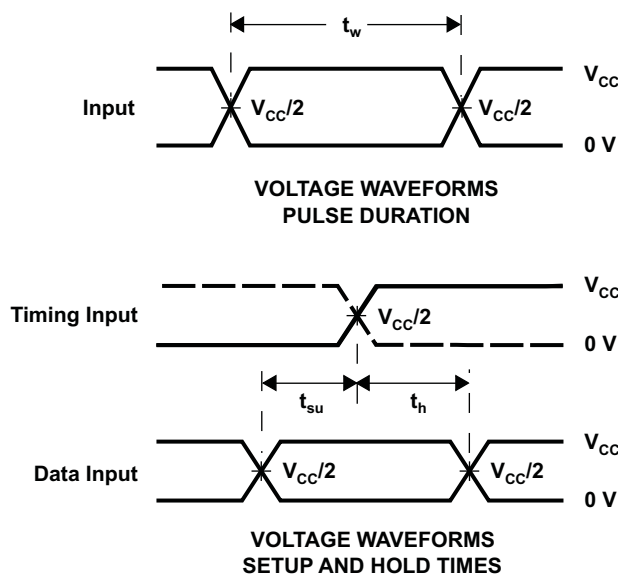 t_w
V_CC
Input
V_CC/2
V_CC/2
0 V
VOLTAGE WAVEFORMS
PULSE DURATION
V_CC
Timing Input
V_CC/2
0 V
t_su
t_h
V_CC
Data Input
V_CC/2
V_CC/2
0 V
VOLTAGE WAVEFORMS
SETUP AND HOLD TIMES